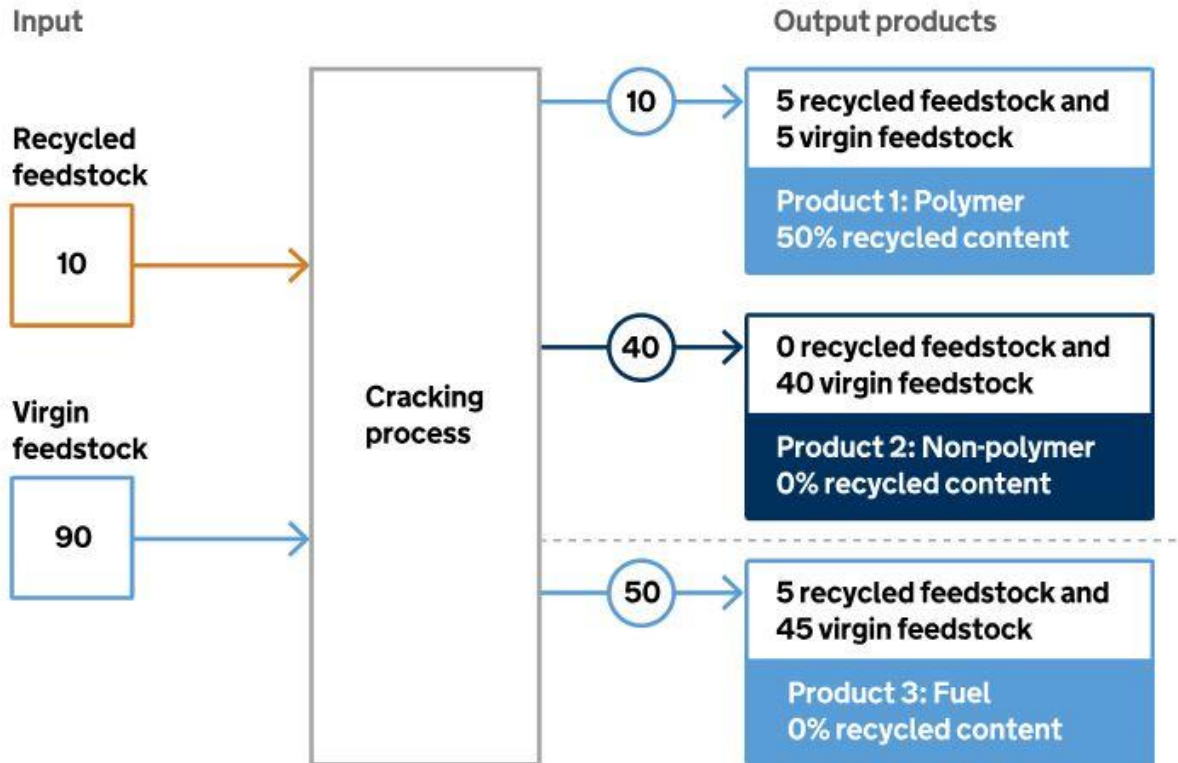 Input
Output products
Recycled
feedstock
10
Virgin
feedstock
90
Cracking
process
10
5 recycled feedstock and
5 virgin feedstock
Product 1: Polymer
50% recycled content
40
0 recycled feedstock and
40 virgin feedstock
Product 2: Non-polymer
0% recycled content
50
5 recycled feedstock and
45 virgin feedstock
Product 3: Fuel
0% recycled content